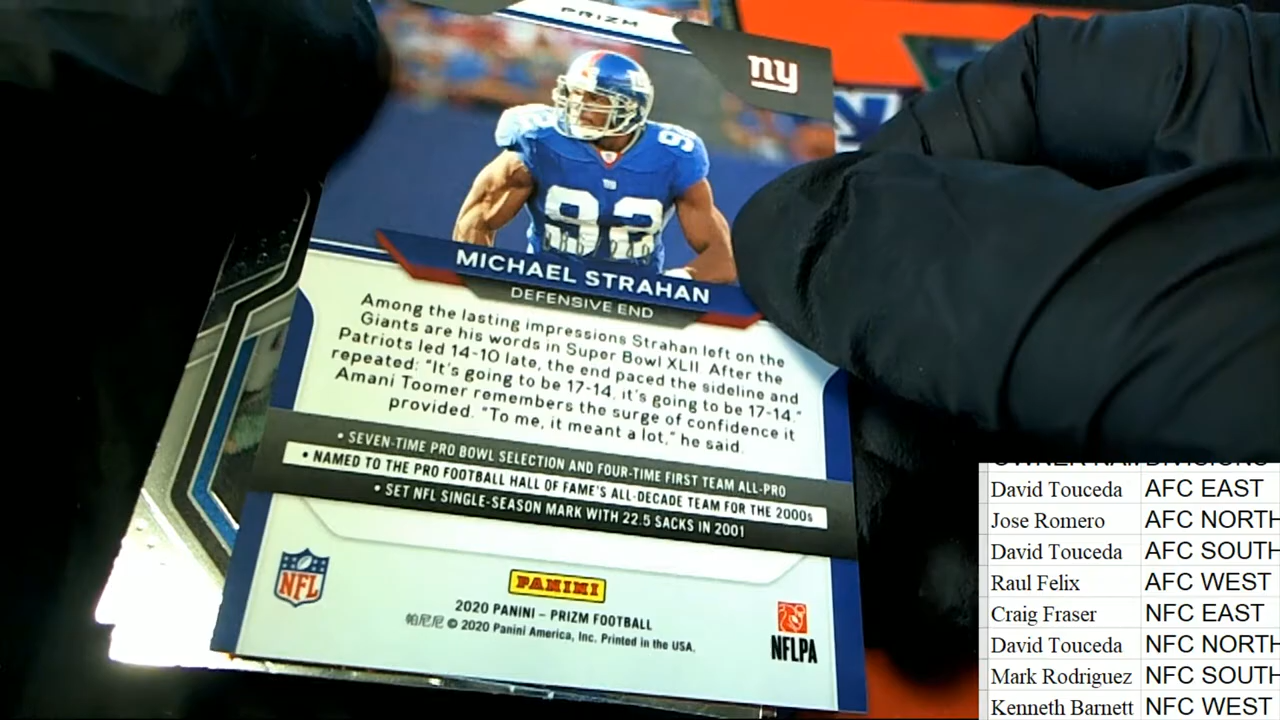 PRIZM
ny
92
92
MICHAEL STRAHAN
DEFENSIVE END
Among the lasting impressions Strahan left on the
Giants are his words in Super Bowl XLII. After the
Patriots led 14-10 late, the end paced the sideline and
repeated: "It's going to be 17-14, it's going to be 17-14."
Amani Toomer remembers the surge of confidence it
provided. "To me, it meant a lot," he said.
• SEVEN-TIME PRO BOWL SELECTION AND FOUR-TIME FIRST TEAM ALL-PRO
• NAMED TO THE PRO FOOTBALL HALL OF FAME'S ALL-DECADE TEAM FOR THE 2000s
• SET NFL SINGLE-SEASON MARK WITH 22.5 SACKS IN 2001
NFL
PANINI
2020 PANINI – PRIZM FOOTBALL
帕尼尼 © 2020 Panini America, Inc. Printed in the USA.
NFLPA
David Touceda AFC EAST
Jose Romero AFC NORTH
David Touceda AFC SOUTH
Raul Felix AFC WEST
Craig Fraser NFC EAST
David Touceda NFC NORTH
Mark Rodriguez NFC SOUTH
Kenneth Barnett NFC WEST